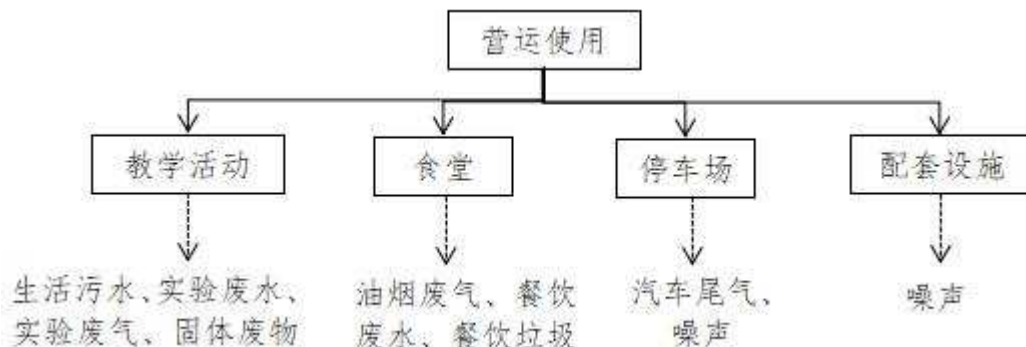 营运使用
教学活动
食堂
停车场
配套设施
生活污水、实验废水、
实验废气、固体废物
油烟废气、餐饮
废水、餐饮垃圾
汽车尾气、
噪声
噪声